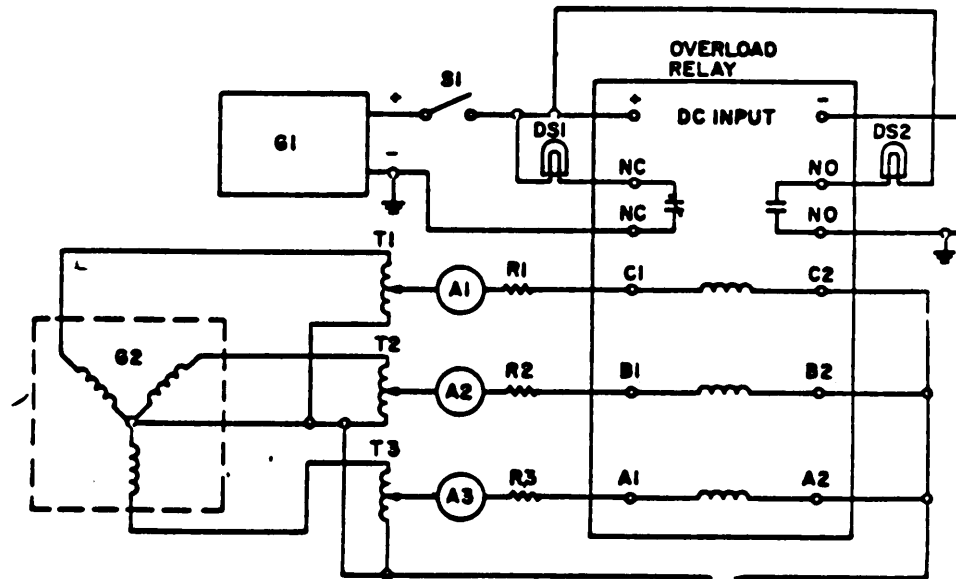 OVERLOAD
RELAY
S1
+
+
DC INPUT
-
G1
DS1
DS2
-
NC
NO
NC
NO
T1
A1
R1
C1
C2
G2
T2
A2
R2
B1
B2
T3
A3
R3
A1
A2